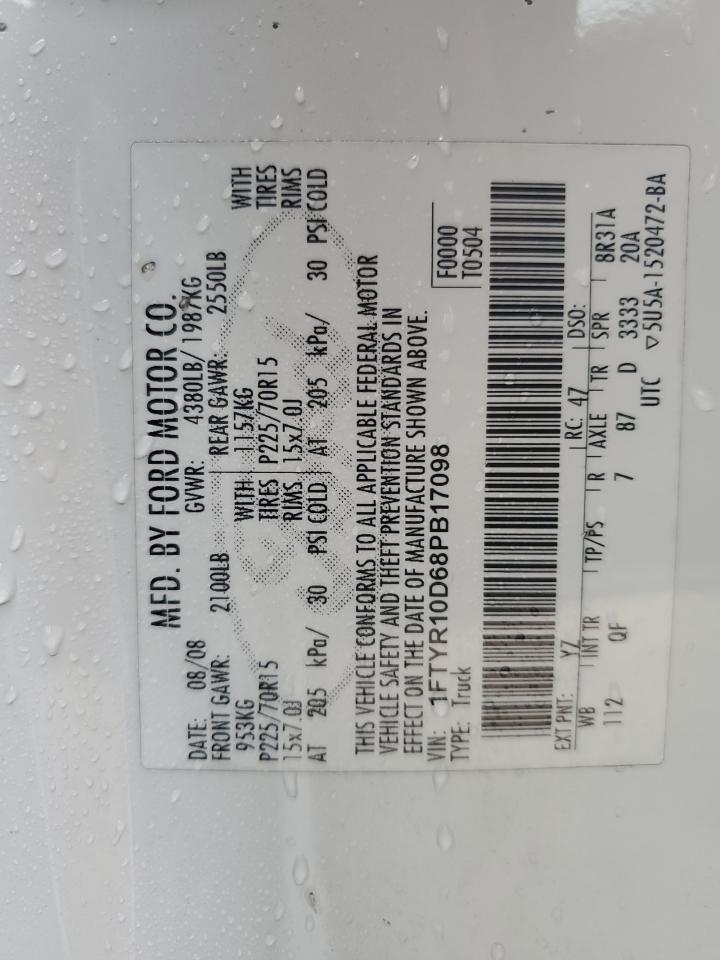 MFD. BY FORD MOTOR CO.
DATE: 08/08 GVWR: 4380LB/ 1987KG
FRONT GAWR: 2100LB REAR GAWR: 2550LB
953KG WITH 1157KG WITH
P225/70R15 TIRES P225/70R15 TIRES
15x7.0J RIMS 15x7.0J RIMS
AT 205 kPa/ 30 PSI COLD AT 205 kPa/ 30 PSI COLD
THIS VEHICLE CONFORMS TO ALL APPLICABLE FEDERAL MOTOR
VEHICLE SAFETY AND THEFT PREVENTION STANDARDS IN
EFFECT ON THE DATE OF MANUFACTURE SHOWN ABOVE.
VIN: 1FTYR10D68PB17098 F0000
TYPE: Truck T0504
EXT PNT: YZ RC: 47 DSO:
WB INT TR TP/PS R AXLE TR SPR 8R31A
112 QF 7 87 D 3333 20A
UTC ▽5U5A-1520472-BA